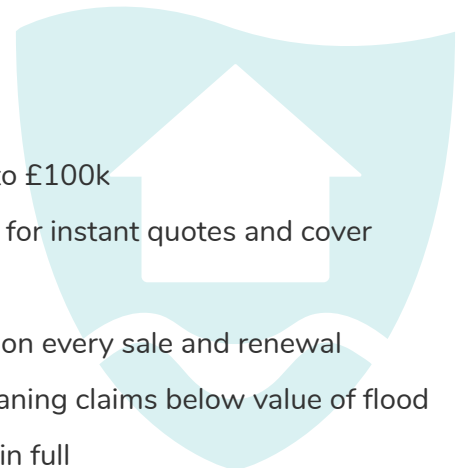 to £100k
for instant quotes and cover
on every sale and renewal
aning claims below value of flood
in full